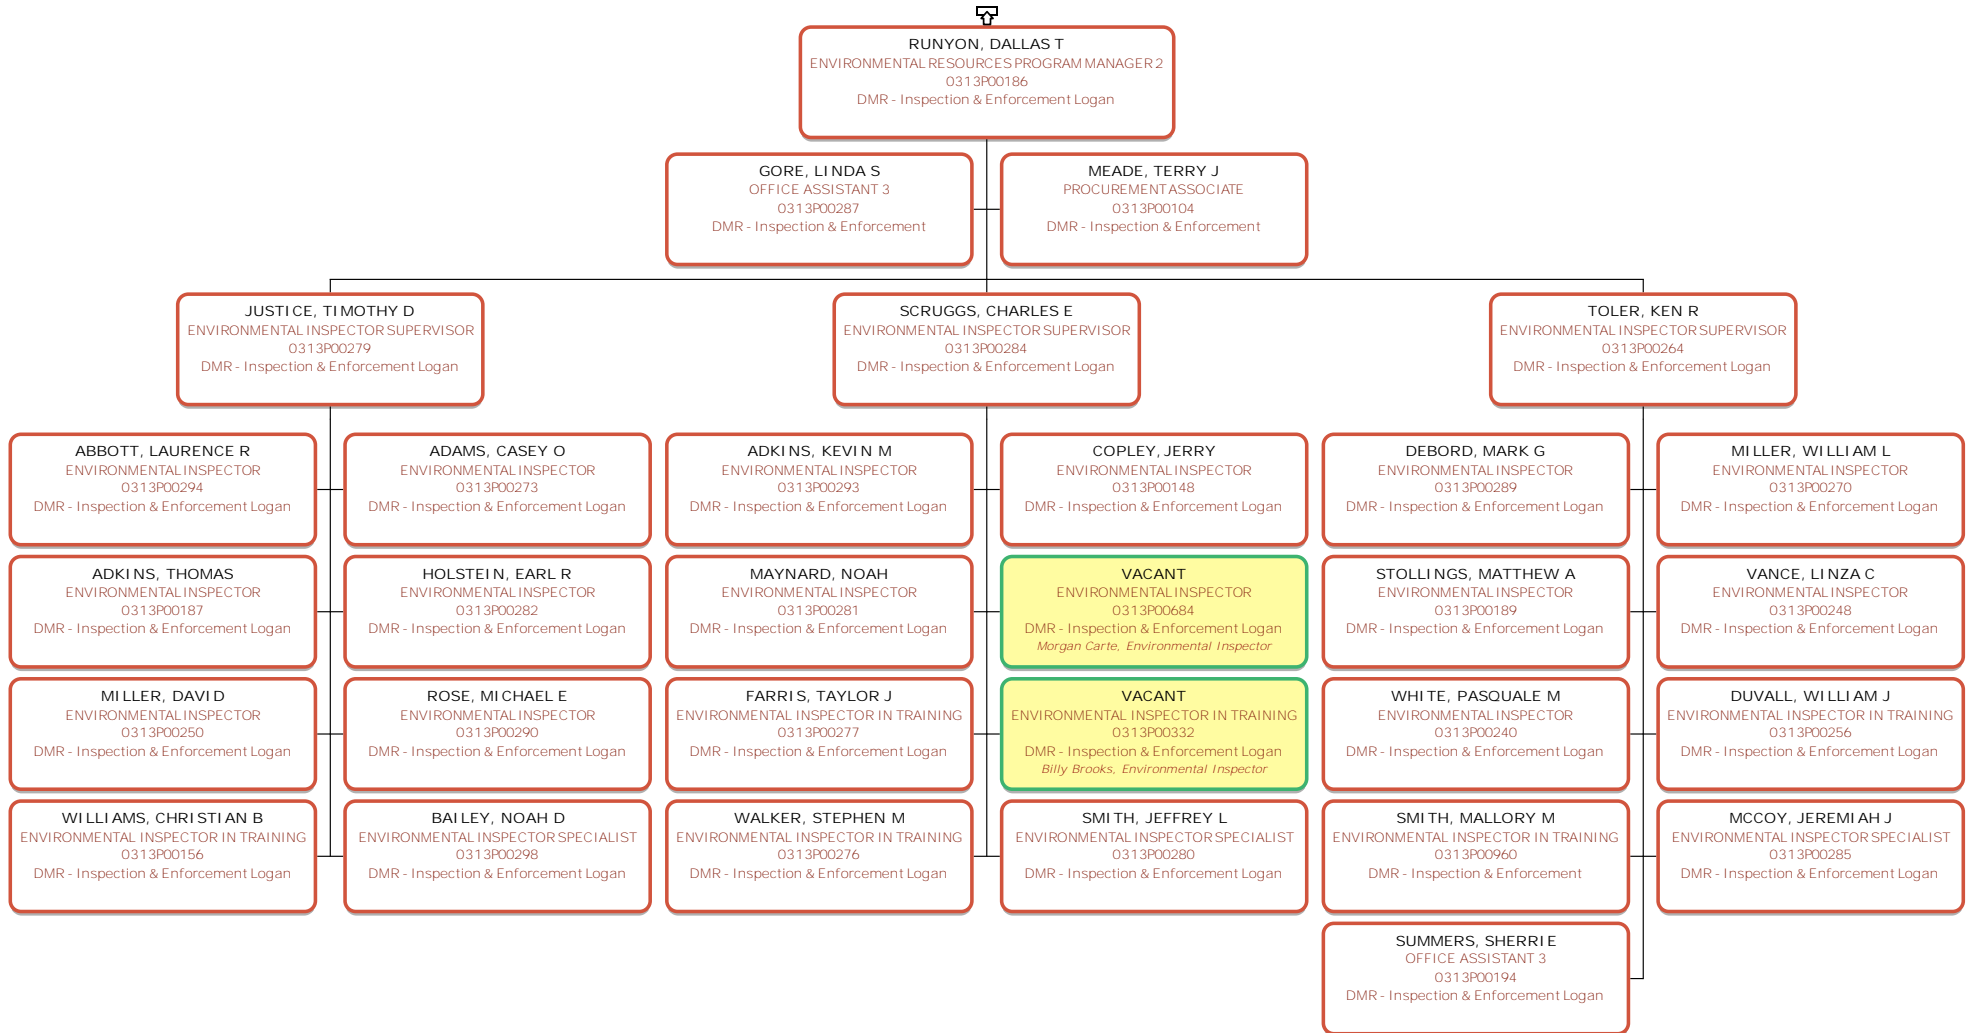 RUNYON, DALLAS T
ENVIRONMENTAL RESOURCES PROGRAM MANAGER 2
0313P00186
DMR - Inspection & Enforcement Logan
GORE, LINDA S
OFFICE ASSISTANT 3
0313P00287
DMR - Inspection & Enforcement
MEADE, TERRY J
PROCUREMENT ASSOCIATE
0313P00104
DMR - Inspection & Enforcement
JUSTICE, TIMOTHY D
ENVIRONMENTAL INSPECTOR SUPERVISOR
0313P00279
DMR - Inspection & Enforcement Logan
SCRUGGS, CHARLES E
ENVIRONMENTAL INSPECTOR SUPERVISOR
0313P00284
DMR - Inspection & Enforcement Logan
TOLER, KEN R
ENVIRONMENTAL INSPECTOR SUPERVISOR
0313P00264
DMR - Inspection & Enforcement Logan
ABBOTT, LAURENCE R
ENVIRONMENTAL INSPECTOR
0313P00294
DMR - Inspection & Enforcement Logan
ADAMS, CASEY O
ENVIRONMENTAL INSPECTOR
0313P00273
DMR - Inspection & Enforcement Logan
ADKINS, KEVIN M
ENVIRONMENTAL INSPECTOR
0313P00293
DMR - Inspection & Enforcement Logan
COPLEY, JERRY
ENVIRONMENTAL INSPECTOR
0313P00148
DMR - Inspection & Enforcement Logan
DEBORD, MARK G
ENVIRONMENTAL INSPECTOR
0313P00289
DMR - Inspection & Enforcement Logan
MILLER, WILLIAM L
ENVIRONMENTAL INSPECTOR
0313P00270
DMR - Inspection & Enforcement Logan
ADKINS, THOMAS
ENVIRONMENTAL INSPECTOR
0313P00187
DMR - Inspection & Enforcement Logan
HOLSTEIN, EARL R
ENVIRONMENTAL INSPECTOR
0313P00282
DMR - Inspection & Enforcement Logan
MAYNARD, NOAH
ENVIRONMENTAL INSPECTOR
0313P00281
DMR - Inspection & Enforcement Logan
VACANT
ENVIRONMENTAL INSPECTOR
0313P00684
DMR - Inspection & Enforcement Logan
Morgan Carte, Environmental Inspector
STOLLINGS, MATTHEW A
ENVIRONMENTAL INSPECTOR
0313P00189
DMR - Inspection & Enforcement Logan
VANCE, LINZA C
ENVIRONMENTAL INSPECTOR
0313P00248
DMR - Inspection & Enforcement Logan
MILLER, DAVID
ENVIRONMENTAL INSPECTOR
0313P00250
DMR - Inspection & Enforcement Logan
ROSE, MICHAEL E
ENVIRONMENTAL INSPECTOR
0313P00290
DMR - Inspection & Enforcement Logan
FARRIS, TAYLOR J
ENVIRONMENTAL INSPECTOR IN TRAINING
0313P00277
DMR - Inspection & Enforcement Logan
VACANT
ENVIRONMENTAL INSPECTOR IN TRAINING
0313P00332
DMR - Inspection & Enforcement Logan
Billy Brooks, Environmental Inspector
WHITE, PASQUALE M
ENVIRONMENTAL INSPECTOR
0313P00240
DMR - Inspection & Enforcement Logan
DUVALL, WILLIAM J
ENVIRONMENTAL INSPECTOR IN TRAINING
0313P00256
DMR - Inspection & Enforcement Logan
WILLIAMS, CHRISTIAN B
ENVIRONMENTAL INSPECTOR IN TRAINING
0313P00156
DMR - Inspection & Enforcement Logan
BAILEY, NOAH D
ENVIRONMENTAL INSPECTOR SPECIALIST
0313P00298
DMR - Inspection & Enforcement Logan
WALKER, STEPHEN M
ENVIRONMENTAL INSPECTOR IN TRAINING
0313P00276
DMR - Inspection & Enforcement Logan
SMITH, JEFFREY L
ENVIRONMENTAL INSPECTOR SPECIALIST
0313P00280
DMR - Inspection & Enforcement Logan
SMITH, MALLORY M
ENVIRONMENTAL INSPECTOR IN TRAINING
0313P00960
DMR - Inspection & Enforcement
MCCOY, JEREMIAH J
ENVIRONMENTAL INSPECTOR SPECIALIST
0313P00285
DMR - Inspection & Enforcement Logan
SUMMERS, SHERRI E
OFFICE ASSISTANT 3
0313P00194
DMR - Inspection & Enforcement Logan